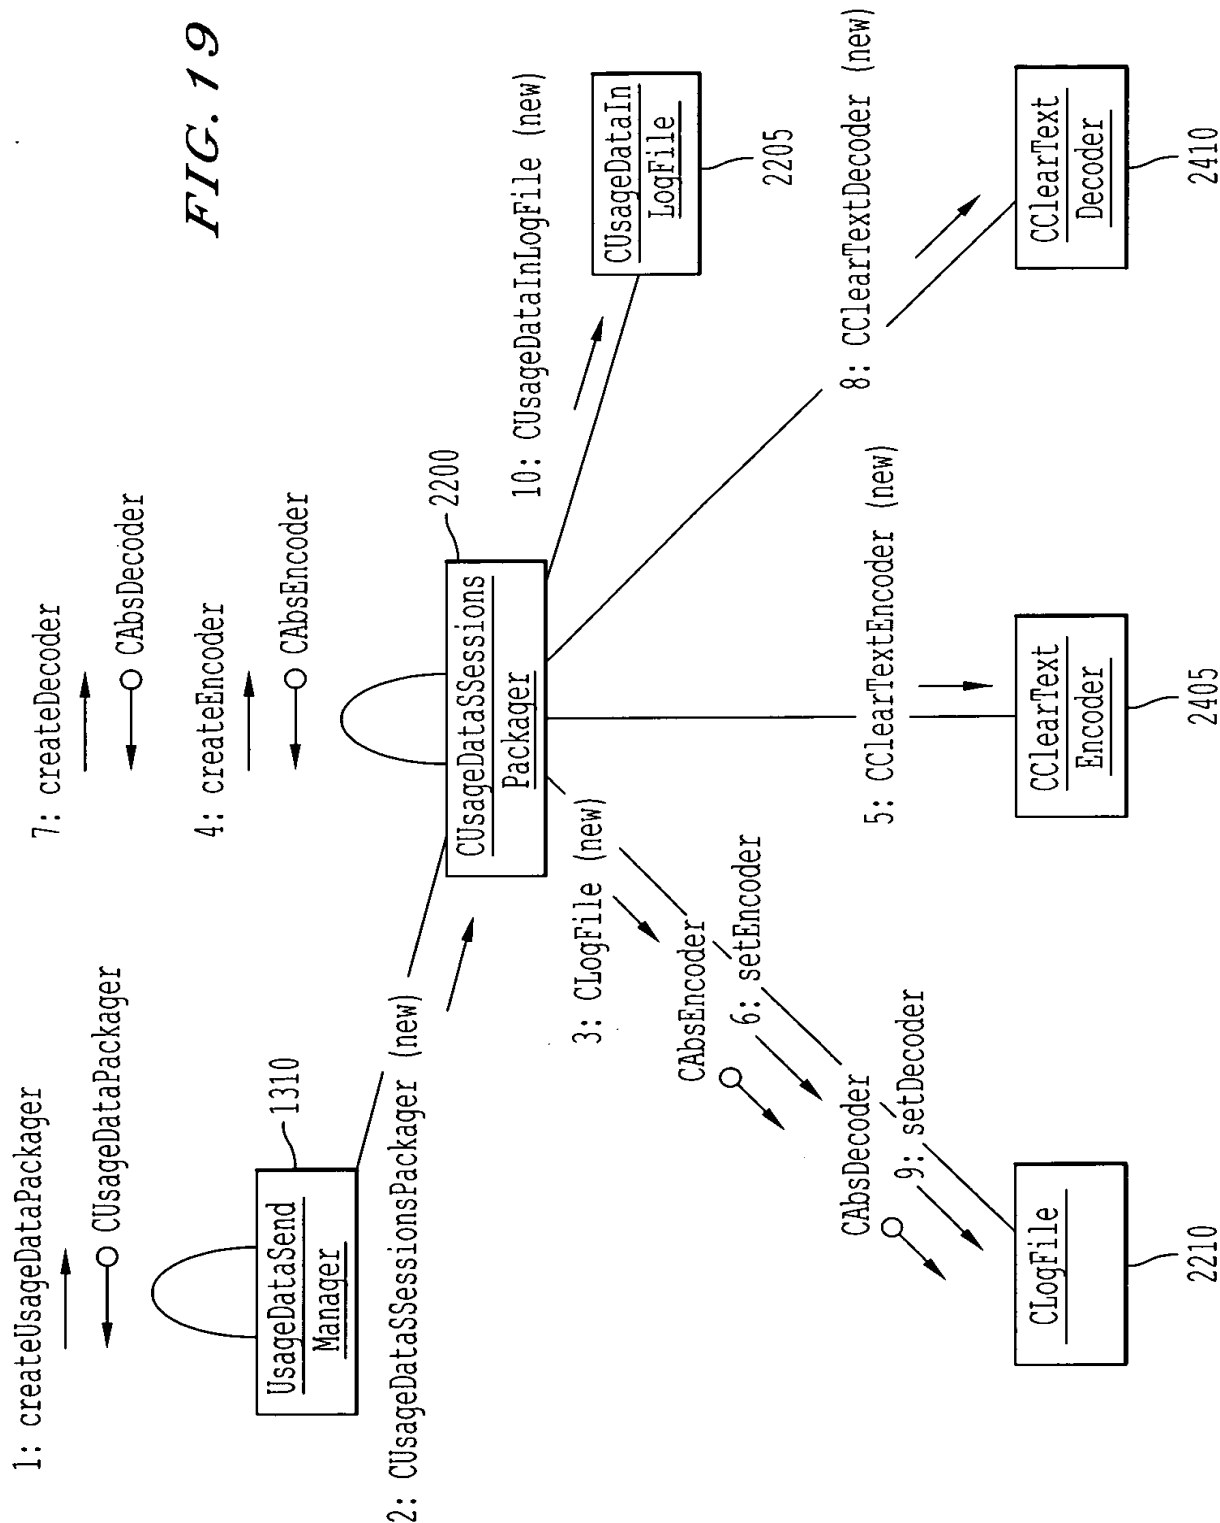 FIG. 19
1: createUsageDataPackager
CUsageDataPackager
UsageDataSend
Manager
1310
2: CUsageDataSSessionsPackager (new)
7: createDecoder
CAbsDecoder
4: createEncoder
CAbsEncoder
CUsageDataSSessions
Packager
2200
10: CUsageDataInLogFile (new)
CUsageDataIn
LogFile
2205
3: CLogFile (new)
CAbsEncoder
6: setEncoder
CAbsDecoder
9: setDecoder
CLogFile
2210
5: CClearTextEncoder (new)
CClearText
Encoder
2405
8: CClearTextDecoder (new)
CClearText
Decoder
2410